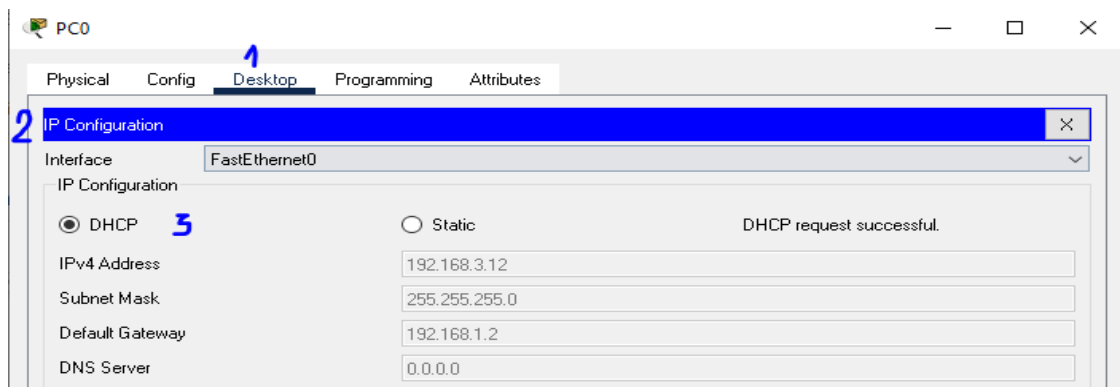 PC0
1
Physical Config Desktop Programming Attributes
2 IP Configuration X
Interface FastEthernet0
IP Configuration
DHCP 3 Static DHCP request successful.
IPv4 Address 192.168.3.12
Subnet Mask 255.255.255.0
Default Gateway 192.168.1.2
DNS Server 0.0.0.0